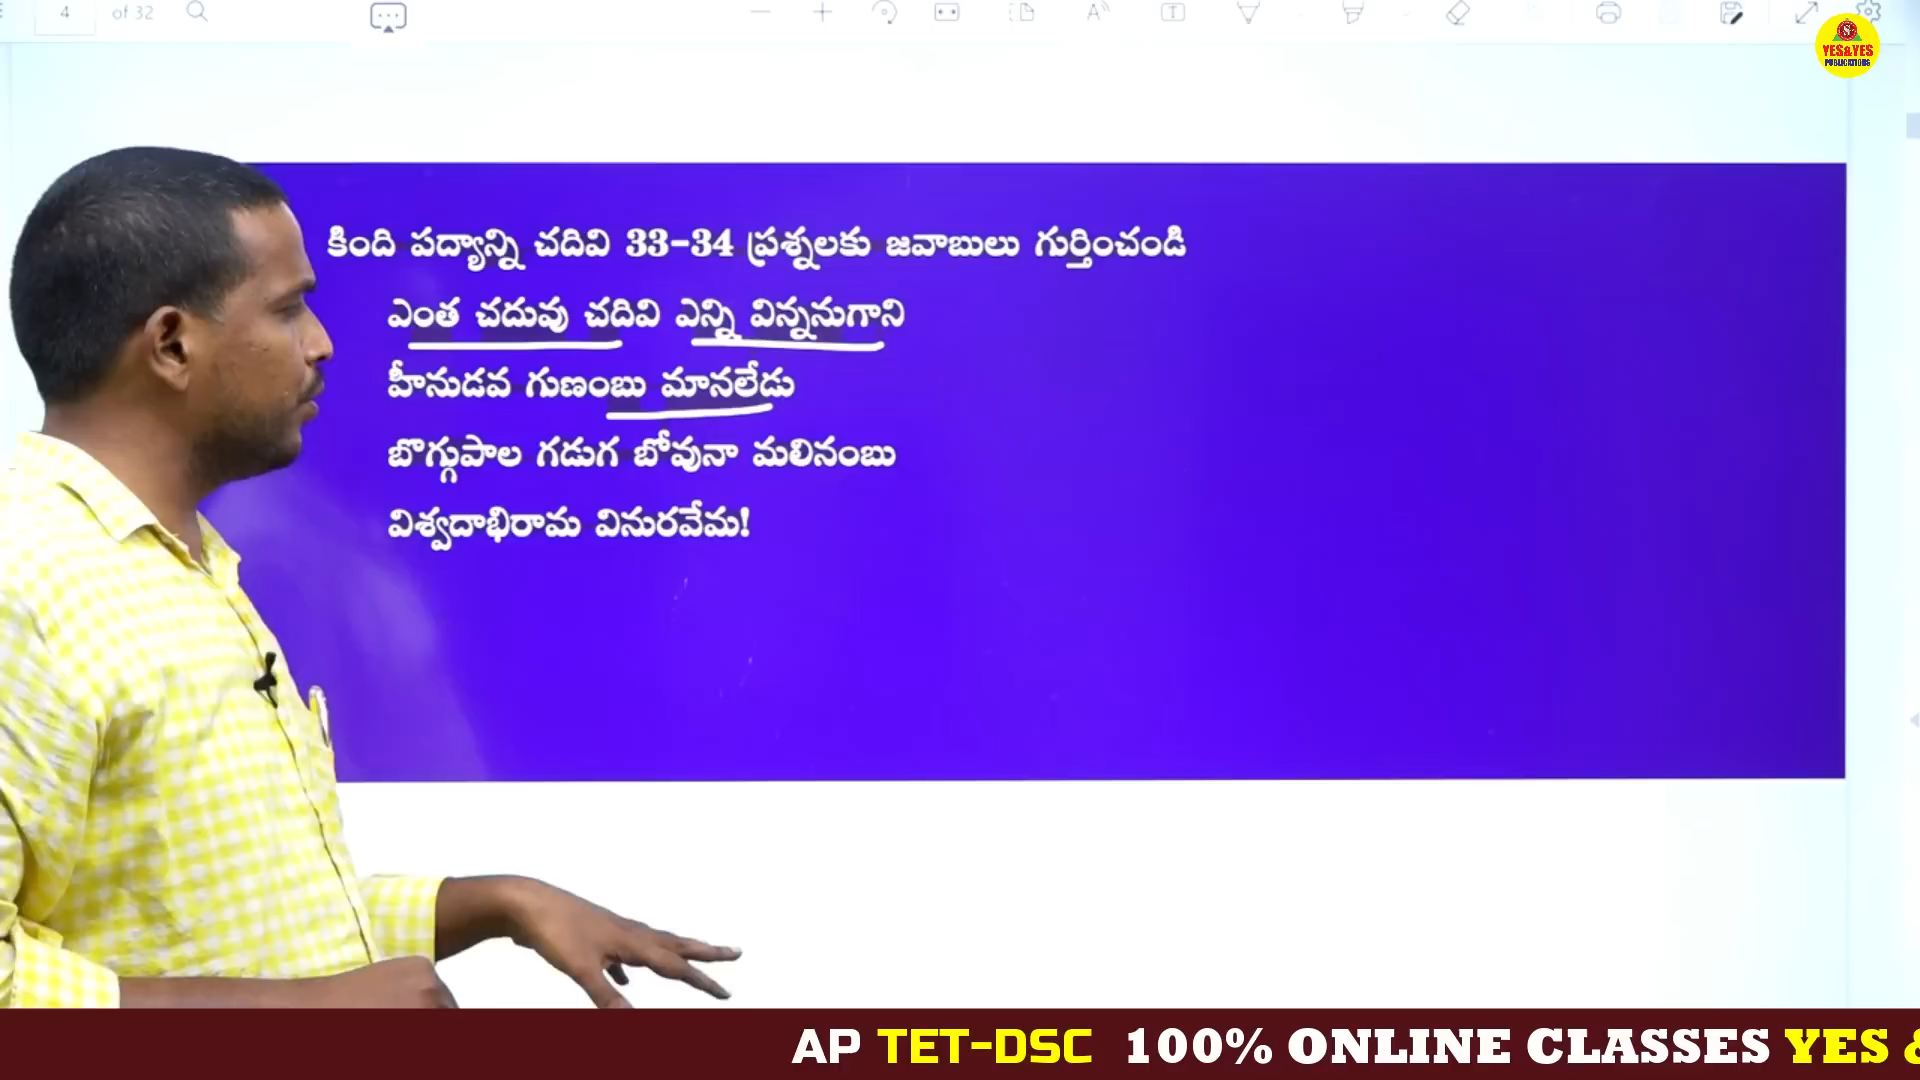 4 of 32
YES&YES
PUBLICATIONS
కింది పద్యాన్ని చదివి 33-34 ప్రశ్నలకు జవాబులు గుర్తించండి
ఎంత చదువు చదివి ఎన్ని విన్ననుగాని
హీనుడవ గుణంబు మానలేడు
బొగ్గుపాల గడుగ బోవునా మలినంబు
విశ్వదాభిరామ వినురవేమ!
AP TET-DSC 100% ONLINE CLASSES YES &